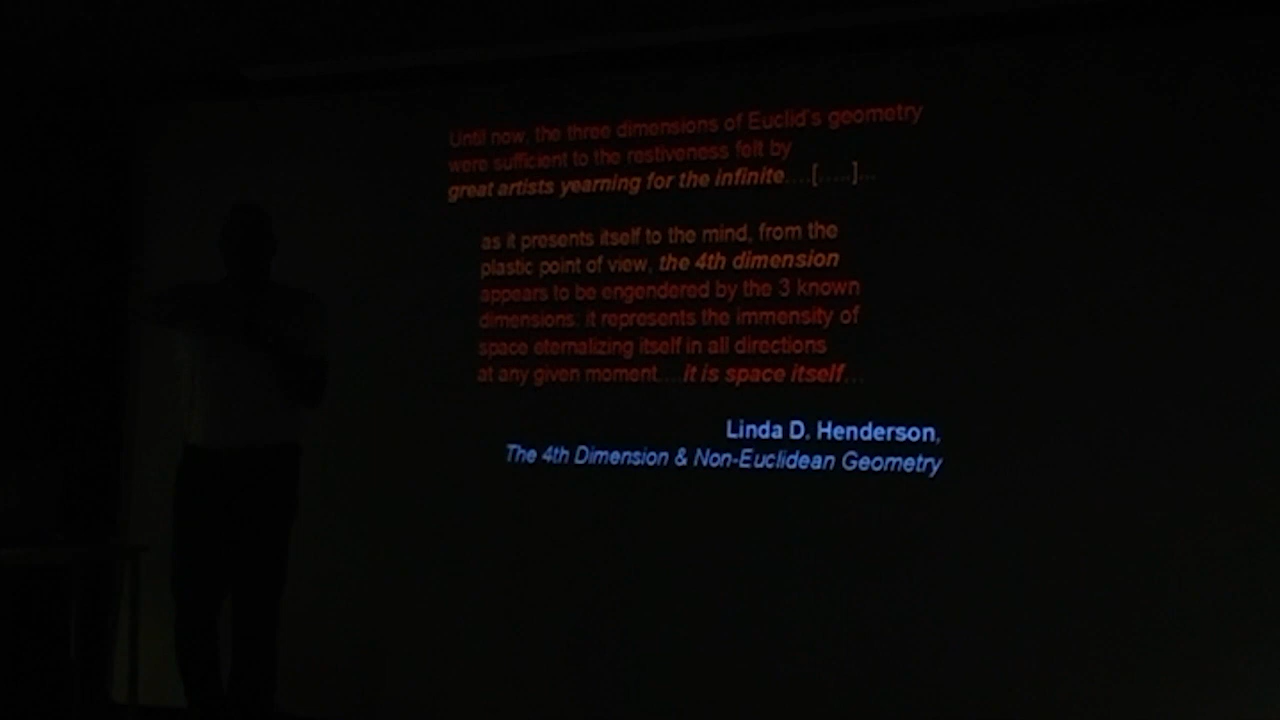 Until now, the three dimensions of Euclid's geometry
were sufficient to the restiveness felt by
great artists yearning for the infinite....[.....]...
as it presents itself to the mind, from the
plastic point of view, the 4th dimension
appears to be engendered by the 3 known
dimensions: it represents the immensity of
space eternalizing itself in all directions
at any given moment.... it is space itself...
Linda D. Henderson,
The 4th Dimension & Non-Euclidean Geometry